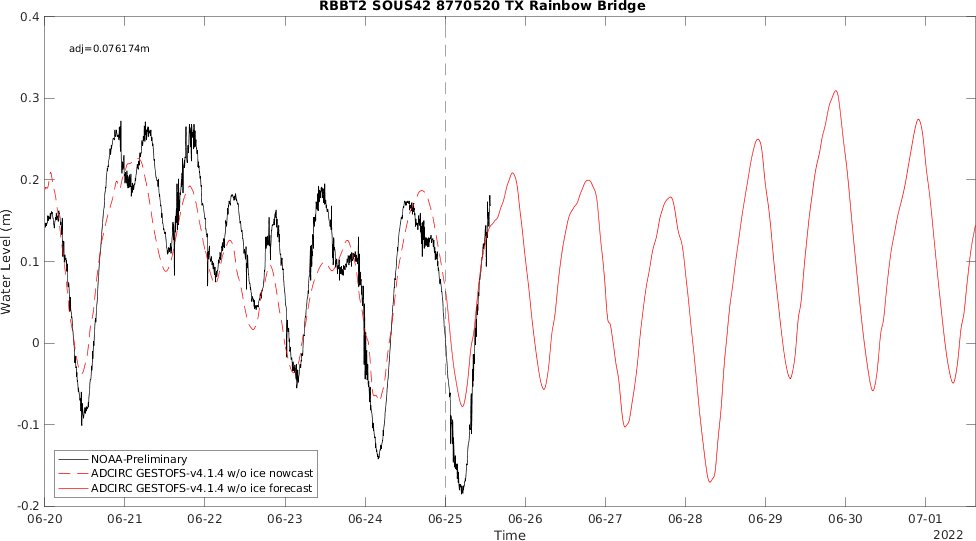 RBBT2 SOUS42 8770520 TX Rainbow Bridge
adj=0.076174m
Water Level (m)
0.4
0.3
0.2
0.1
0
-0.1
-0.2
NOAA-Preliminary
ADCIRC GESTOFS-v4.1.4 w/o ice nowcast
ADCIRC GESTOFS-v4.1.4 w/o ice forecast
06-20 06-21 06-22 06-23 06-24 06-25 06-26 06-27 06-28 06-29 06-30 07-01
Time
2022